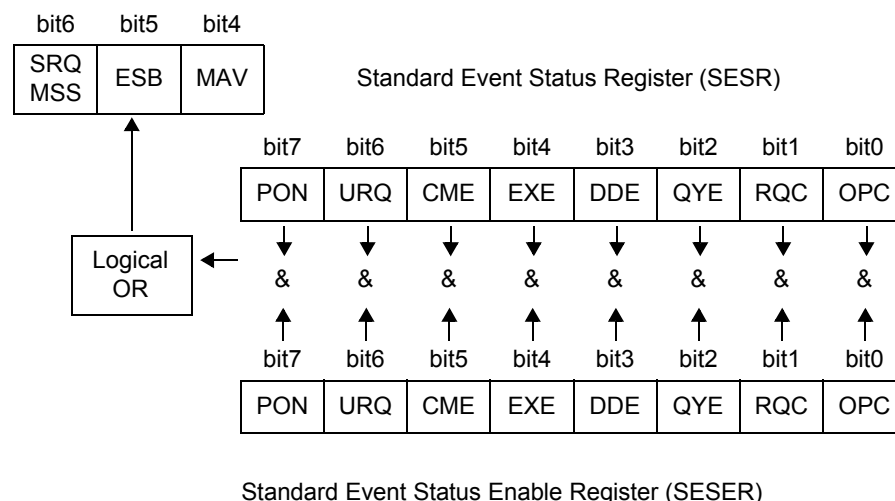 bit6 bit5 bit4
SRQ MSS ESB MAV
Standard Event Status Register (SESR)
bit7 bit6 bit5 bit4 bit3 bit2 bit1 bit0
PON URQ CME EXE DDE QYE RQC OPC
Logical OR
& & & & & & & &
bit7 bit6 bit5 bit4 bit3 bit2 bit1 bit0
PON URQ CME EXE DDE QYE RQC OPC
Standard Event Status Enable Register (SESER)